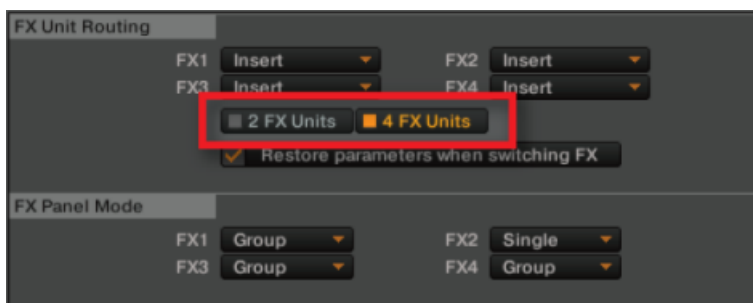 FX Unit Routing
FX1 Insert FX2 Insert
FX3 Insert FX4 Insert
2 FX Units 4 FX Units
Restore parameters when switching FX
FX Panel Mode
FX1 Group FX2 Single
FX3 Group FX4 Group